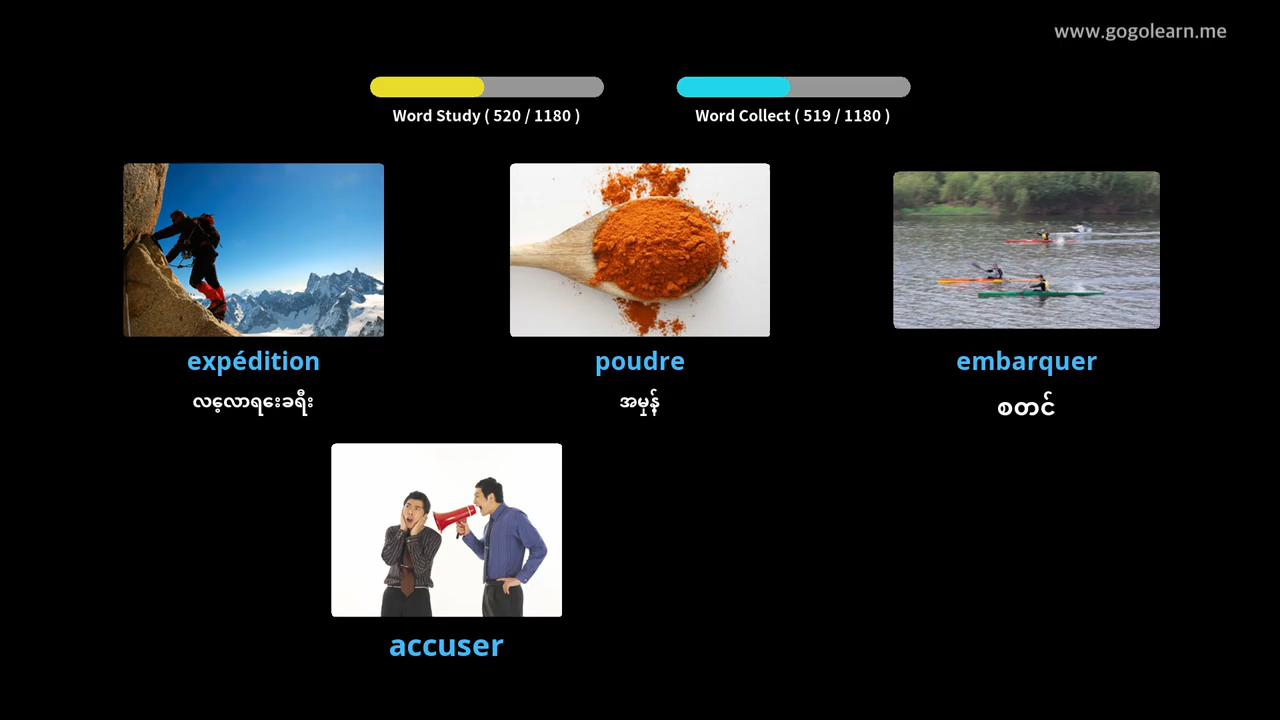 www.gogolearn.me
Word Study ( 520 / 1180 )
Word Collect ( 519 / 1180 )
expédition
လေ့လာရေးခရီး
poudre
အမှုန့်
embarquer
စတင်
accuser